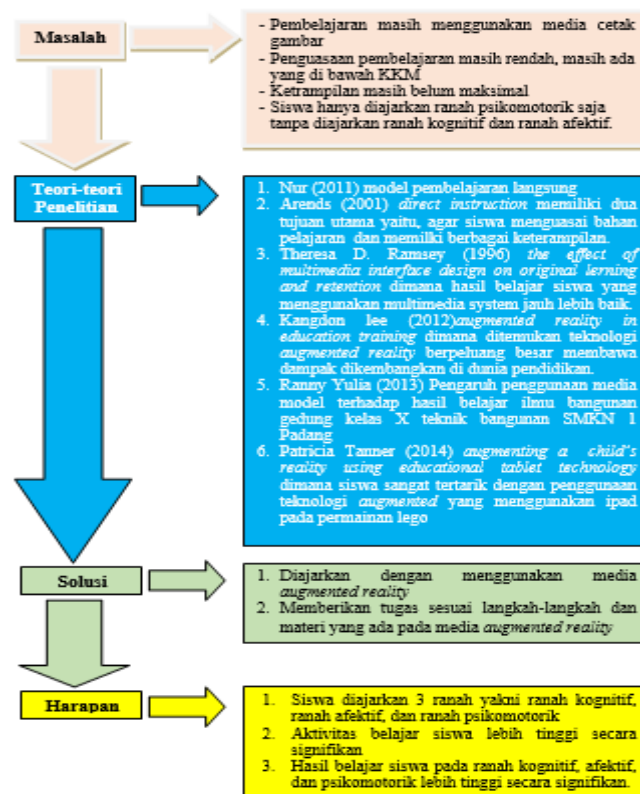 Masalah
- Pembelajaran masih menggunakan media cetak
gambar
- Penguasaan pembelajaran masih rendah, masih ada
yang di bawah KKM
- Ketrampilan masih belum maksimal
- Siswa hanya diajarkan ranah psikomotorik saja
tanpa diajarkan ranah kognitif dan ranah afektif.
Teori-teori
Penelitian
1. Nur (2011) model pembelajaran langsung
2. Arends (2001) direct instruction memiliki dua
tujuan utama yaitu, agar siswa menguasai bahan
pelajaran dan memilki berbagai keterampilan.
3. Theresa D. Ramsey (1996) the effect of
multimedia interface design on original lerning
and retention dimana hasil belajar siswa yang
menggunakan multimedia system jauh lebih baik.
4. Kangdon lee (2012)augmented reality in
education training dimana ditemukan teknologi
augmented reality berpeluang besar membawa
dampak dikembangkan di dunia pendidikan.
5. Ranny Yulia (2013) Pengaruh penggunaan media
model terhadap hasil belajar ilmu bangunan
gedung kelas X teknik bangunan SMKN 1
Padang
6. Patricia Tanner (2014) augmenting a child's
reality using educational tablet technology
dimana siswa sangat tertarik dengan penggunaan
teknologi augmented yang menggunakan ipad
pada permainan lego
Solusi
1. Diajarkan dengan menggunakan media
augmented reality
2. Memberikan tugas sesuai langkah-langkah dan
materi yang ada pada media augmented reality
Harapan
1. Siswa diajarkan 3 ranah yakni ranah kognitif,
ranah afektif, dan ranah psikomotorik
2. Aktivitas belajar siswa lebih tinggi secara
signifikan
3. Hasil belajar siswa pada ranah kognitif, afektif,
dan psikomotorik lebih tinggi secara signifikan.